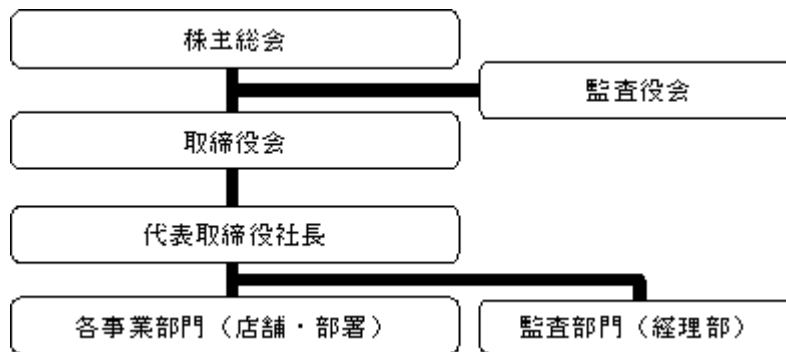 株主総会
監査役会
取締役会
代表取締役社長
各事業部門（店舗・部署）
監査部門（経理部）